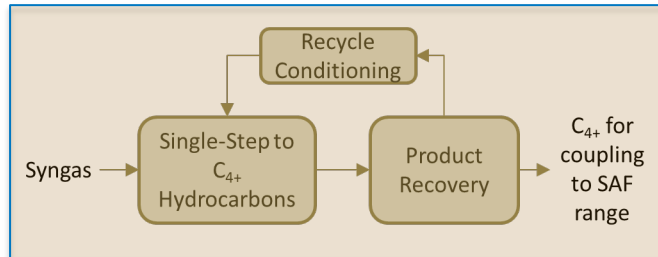 Recycle
Conditioning
Syngas
Single-Step to
C₄₊
Hydrocarbons
Product
Recovery
C₄₊ for
coupling
to SAF
range